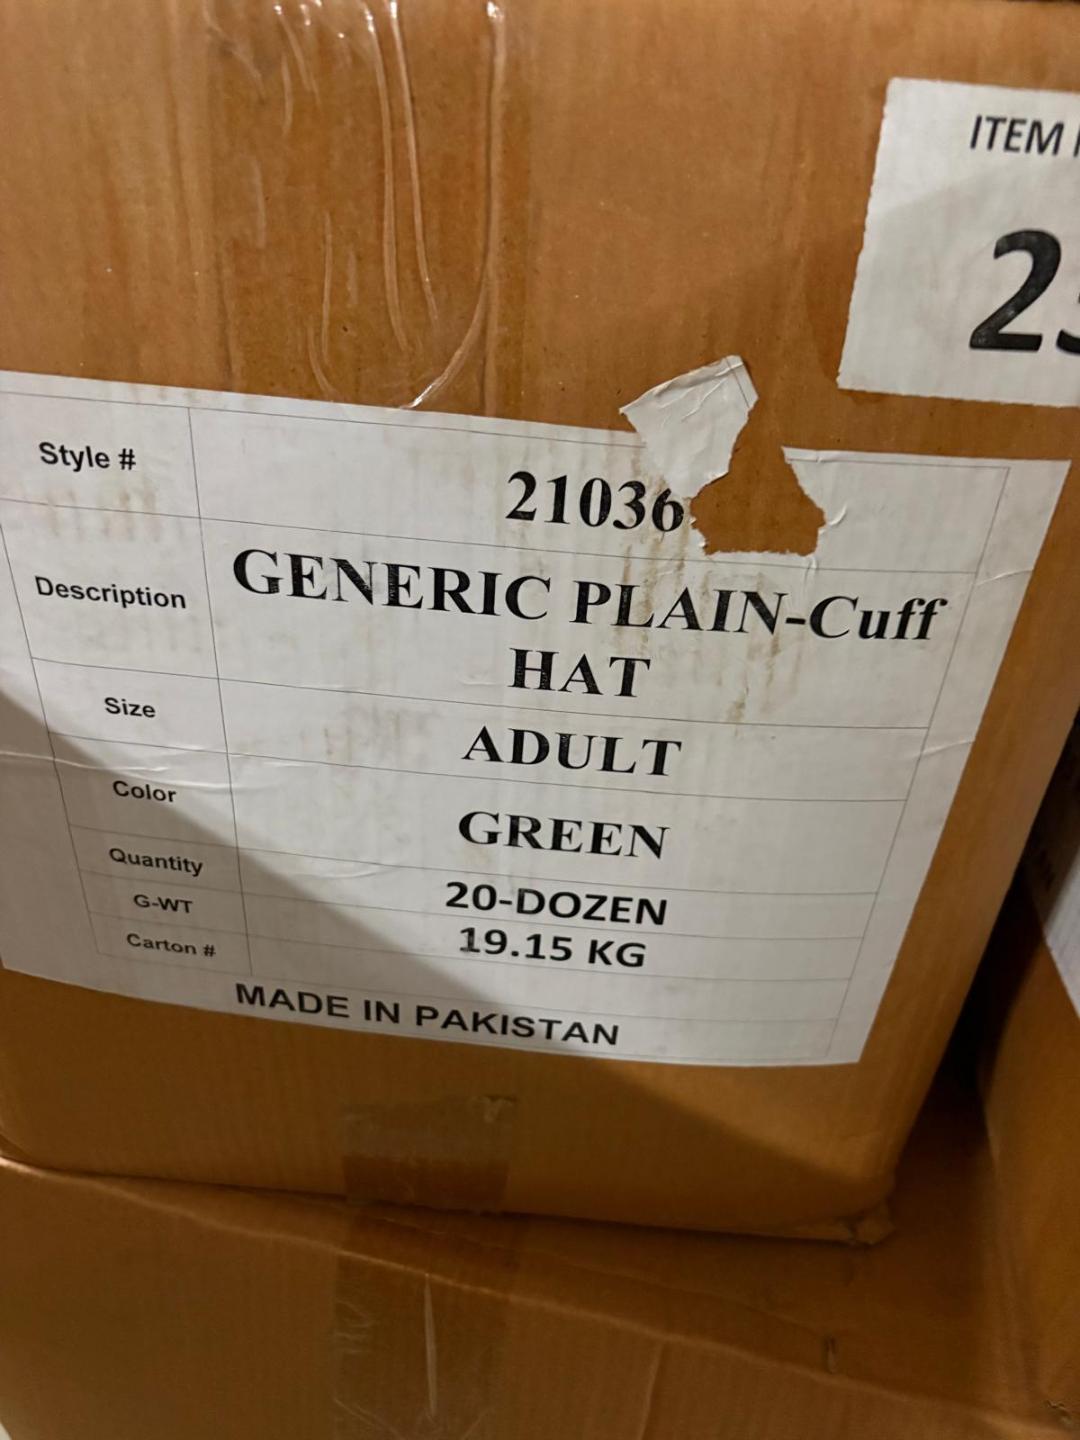 ITEM
Style # 21036
Description GENERIC PLAIN-Cuff
HAT
Size ADULT
Color GREEN
Quantity 20-DOZEN
G-WT 19.15 KG
Carton #
MADE IN PAKISTAN